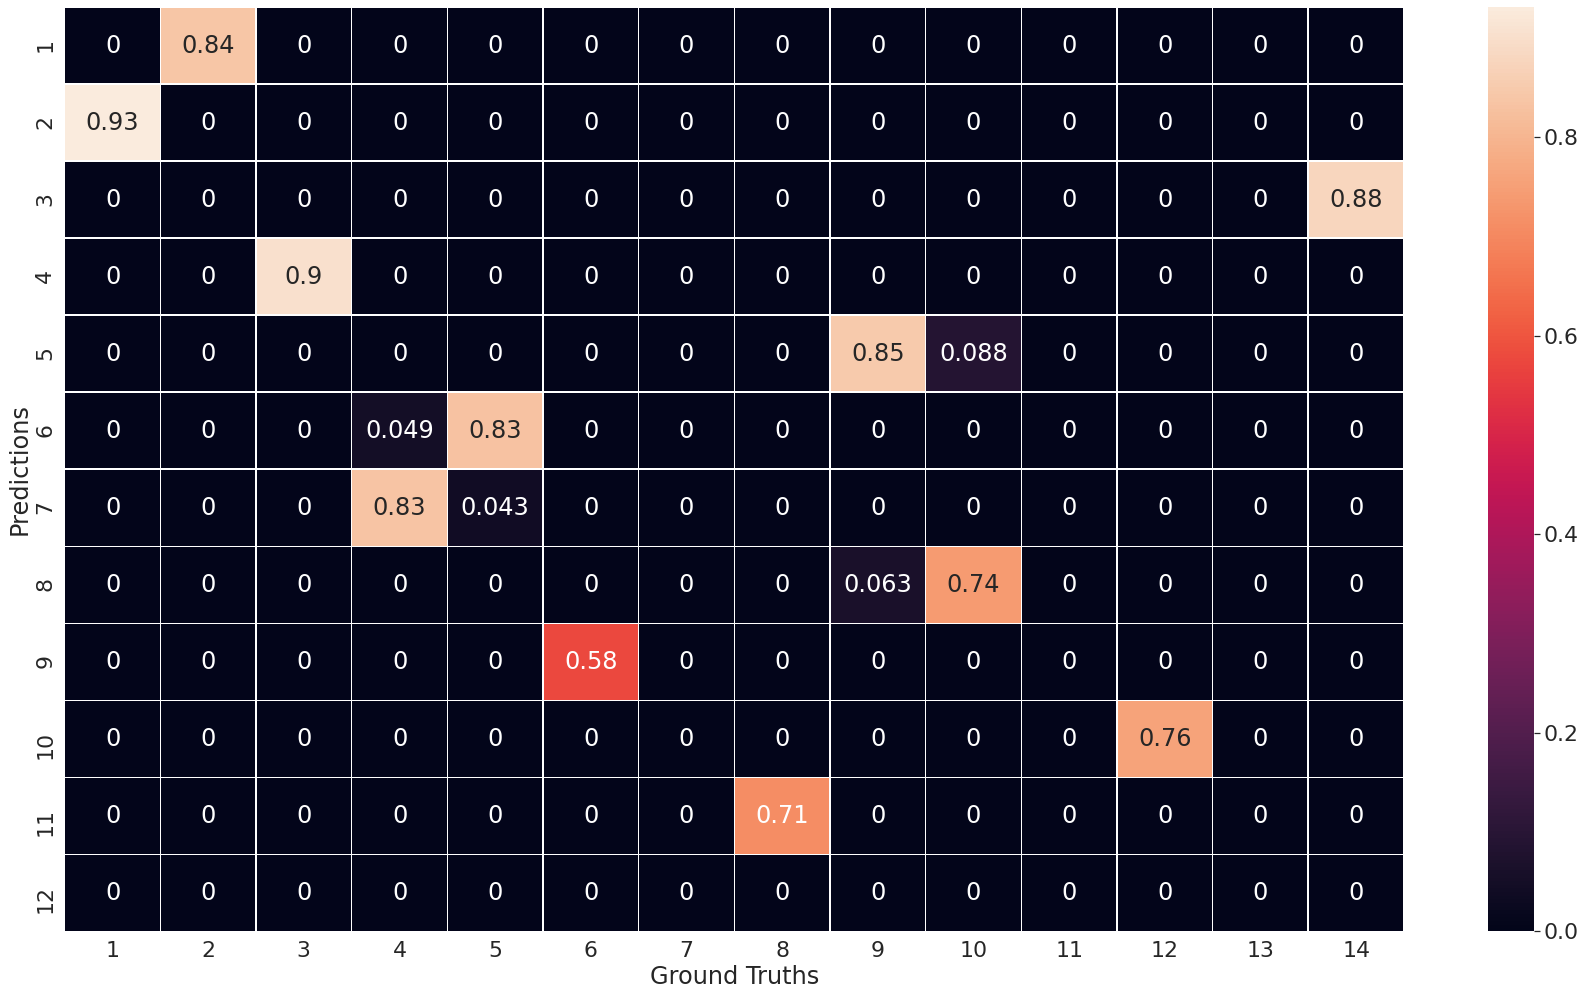 1 0 0.84 0 0 0 0 0 0 0 0 0 0 0 0
2 0.93 0 0 0 0 0 0 0 0 0 0 0 0 0
3 0 0 0 0 0 0 0 0 0 0 0 0 0 0.88
4 0 0 0.9 0 0 0 0 0 0 0 0 0 0 0
5 0 0 0 0 0 0 0 0 0.85 0.088 0 0 0 0
6 0 0 0 0.049 0.83 0 0 0 0 0 0 0 0 0
7 0 0 0 0.83 0.043 0 0 0 0 0 0 0 0 0
8 0 0 0 0 0 0 0 0 0.063 0.74 0 0 0 0
9 0 0 0 0 0 0.58 0 0 0 0 0 0 0 0
10 0 0 0 0 0 0 0 0 0 0 0 0.76 0 0
11 0 0 0 0 0 0 0 0.71 0 0 0 0 0 0
12 0 0 0 0 0 0 0 0 0 0 0 0 0 0
1 2 3 4 5 6 7 8 9 10 11 12 13 14
Ground Truths
Predictions
0.8
0.6
0.4
0.2
0.0